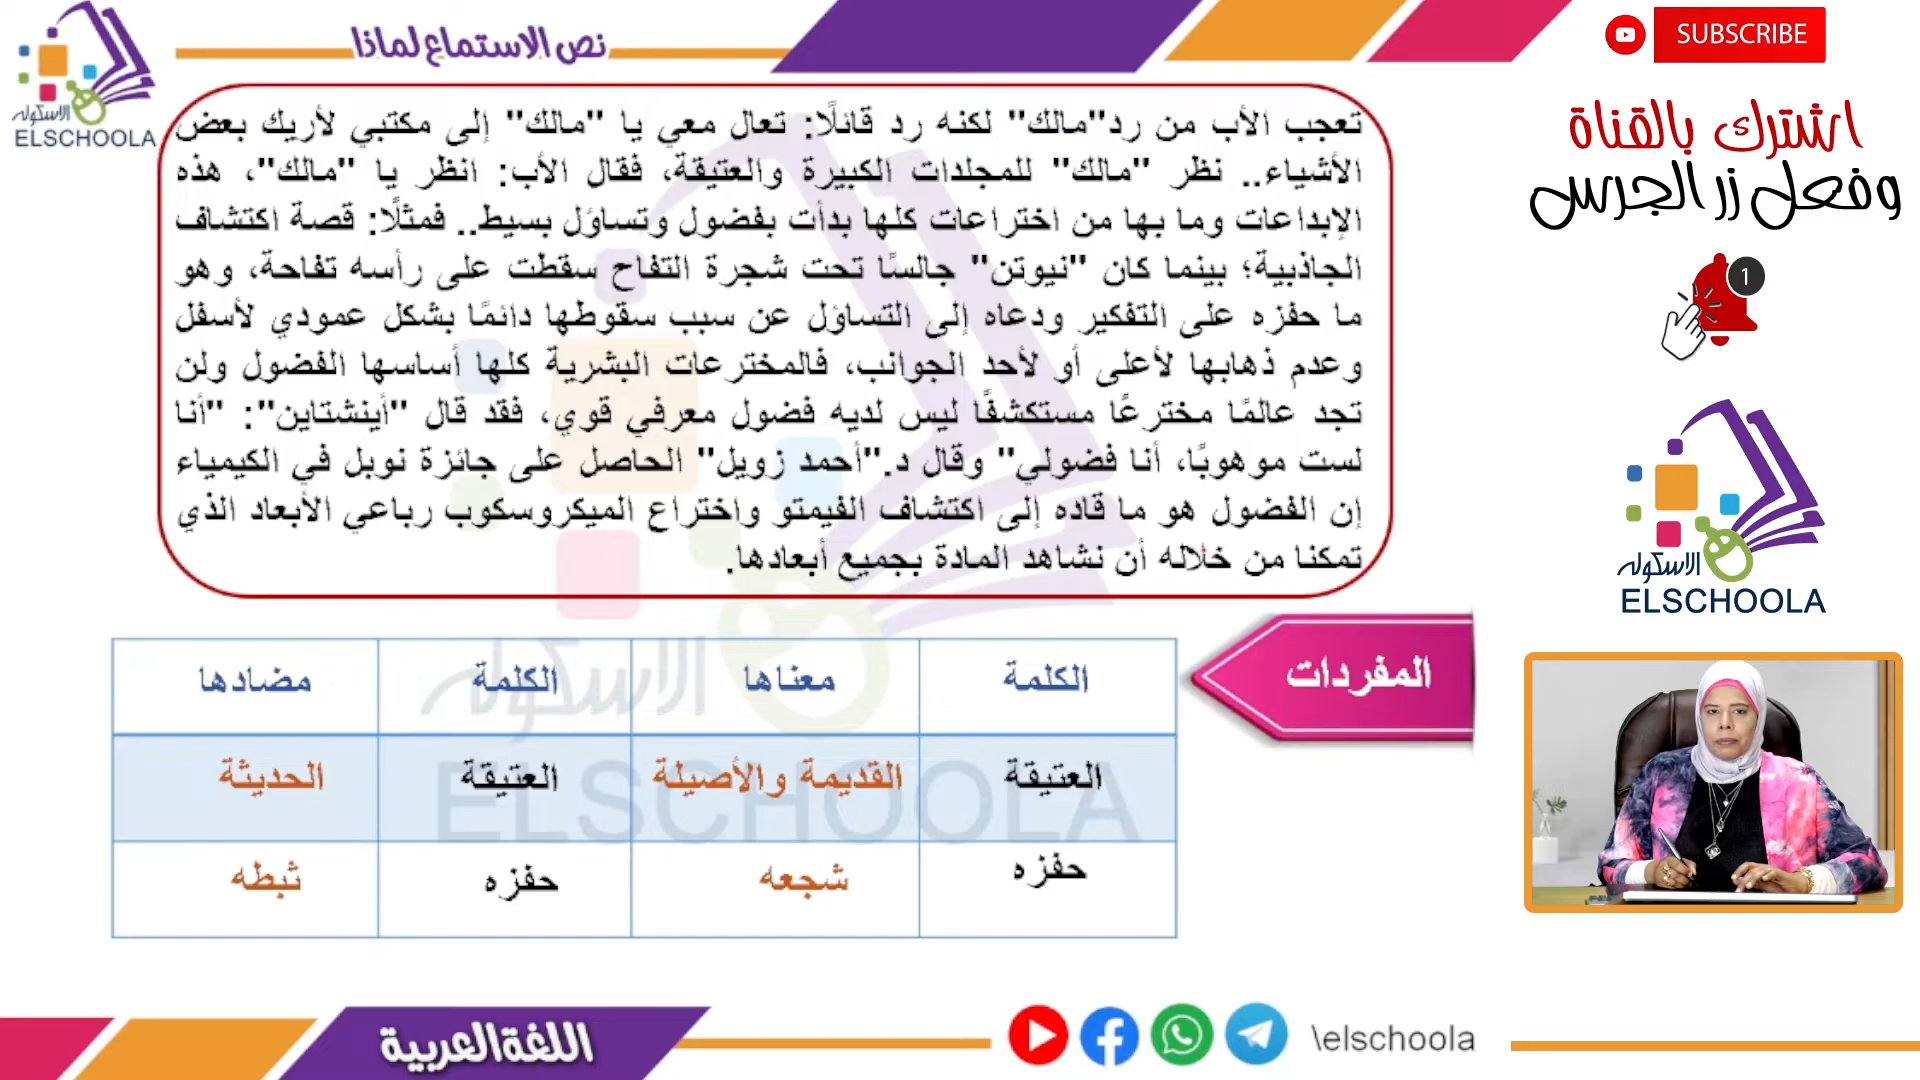 نص الاستماع لماذا
SUBSCRIBE
الاسكوله
ELSCHOOLA
اشترك بالقناة
وفعل زر الجرس
1
تعجب الأب من رد"مالك" لكنه رد قائلًا: تعال معي يا "مالك" إلى مكتبي لأريك بعض
الأشياء.. نظر "مالك" للمجلدات الكبيرة والعتيقة، فقال الأب: انظر يا "مالك"، هذه
الإبداعات وما بها من اختراعات كلها بدأت بفضول وتساؤل بسيط.. فمثلًا: قصة اكتشاف
الجاذبية؛ بينما كان "نيوتن" جالسًا تحت شجرة التفاح سقطت على رأسه تفاحة، وهو
ما حفزه على التفكير ودعاه إلى التساؤل عن سبب سقوطها دائمًا بشكل عمودي لأسفل
وعدم ذهابها لأعلى أو لأحد الجوانب، فالمخترعات البشرية كلها أساسها الفضول ولن
تجد عالمًا مخترعًا مستكشفًا ليس لديه فضول معرفي قوي، فقد قال "أينشتاين": "أنا
لست موهوبًا، أنا فضولي" وقال د."أحمد زويل" الحاصل على جائزة نوبل في الكيمياء
إن الفضول هو ما قاده إلى اكتشاف الفيمتو واختراع الميكروسكوب رباعي الأبعاد الذي
تمكنا من خلاله أن نشاهد المادة بجميع أبعادها.
الاسكوله
ELSCHOOLA
المفردات
الكلمة معناها الكلمة مضادها
العتيقة القديمة والأصيلة العتيقة الحديثة
حفزه شجعه حفزه ثبطه
الاسكوله
ELSCHOOLA
اللغة العربية
\elschoola